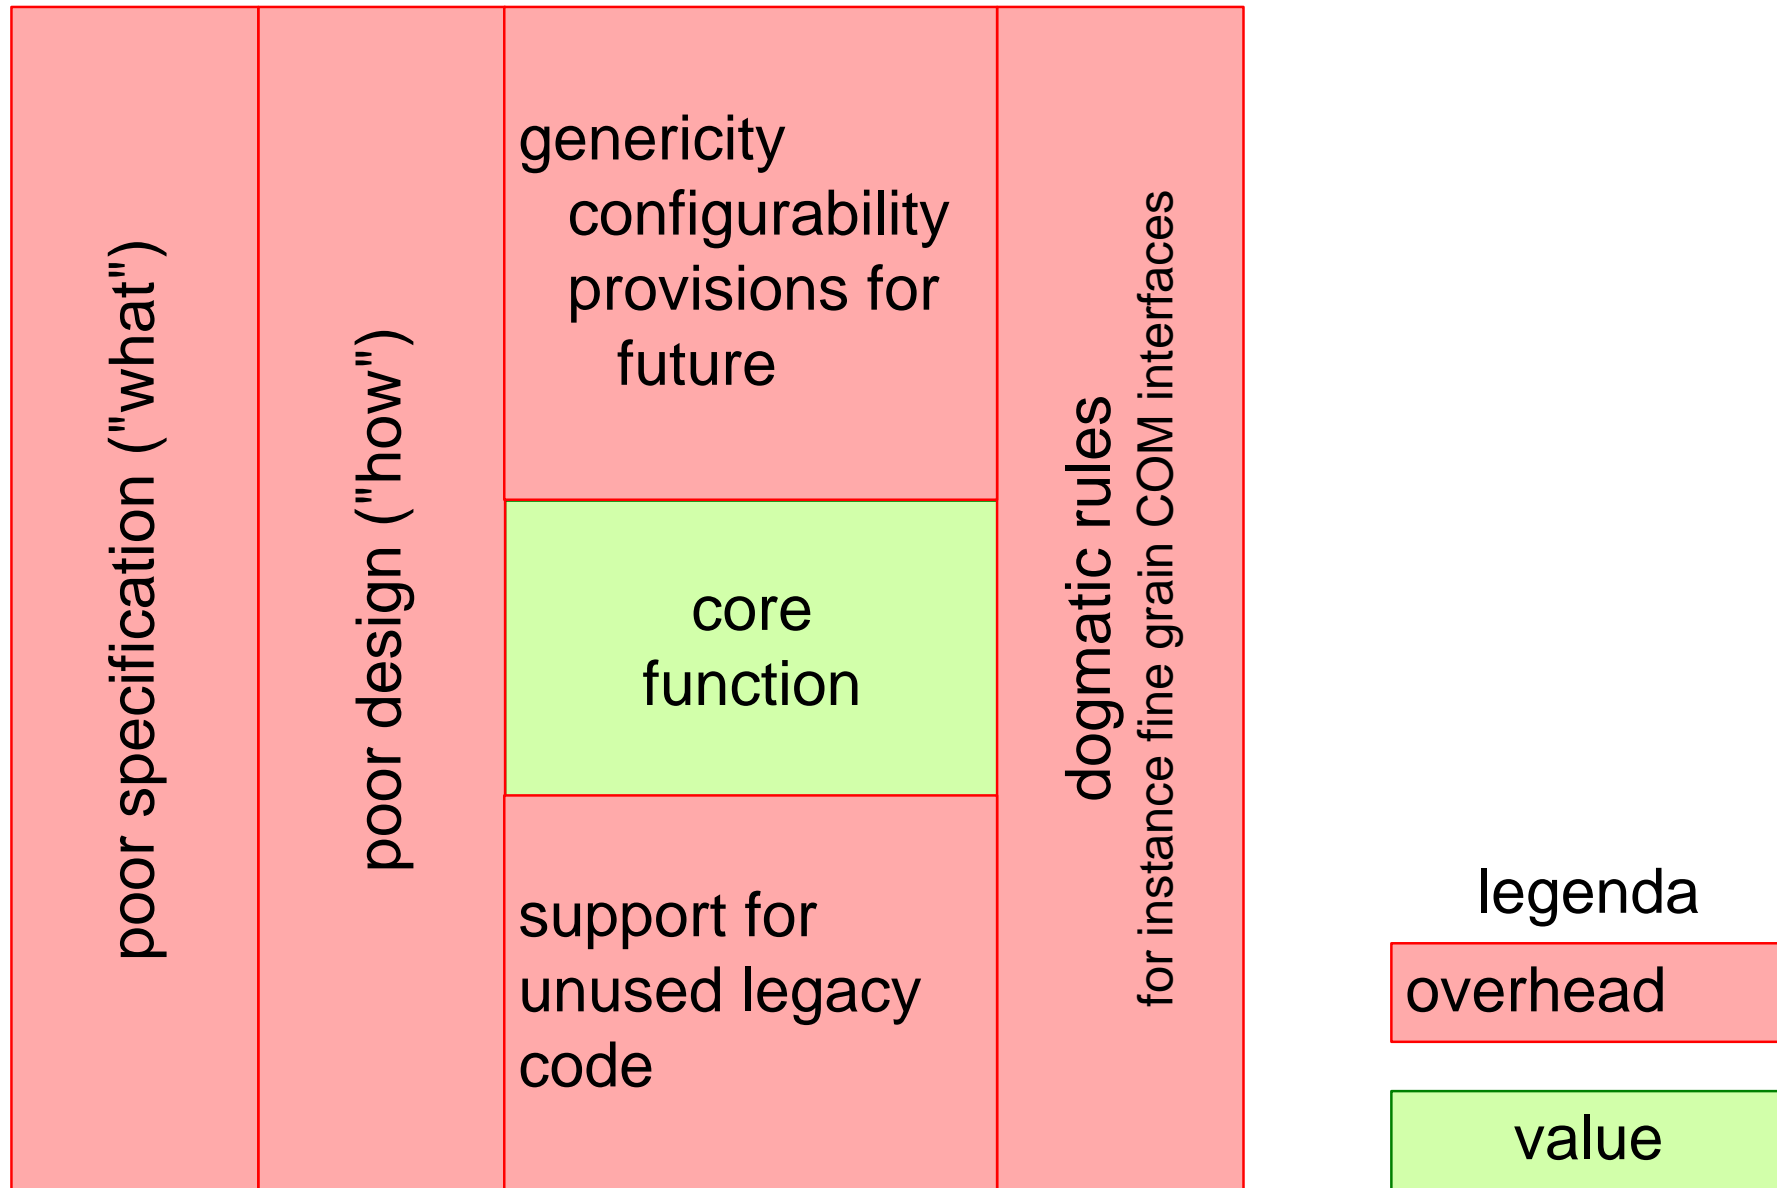 poor specification ("what")
poor design ("how")
genericity
configurability
provisions for
future
core
function
support for
unused legacy
code
dogmatic rules
for instance fine grain COM interfaces
legenda
overhead
value